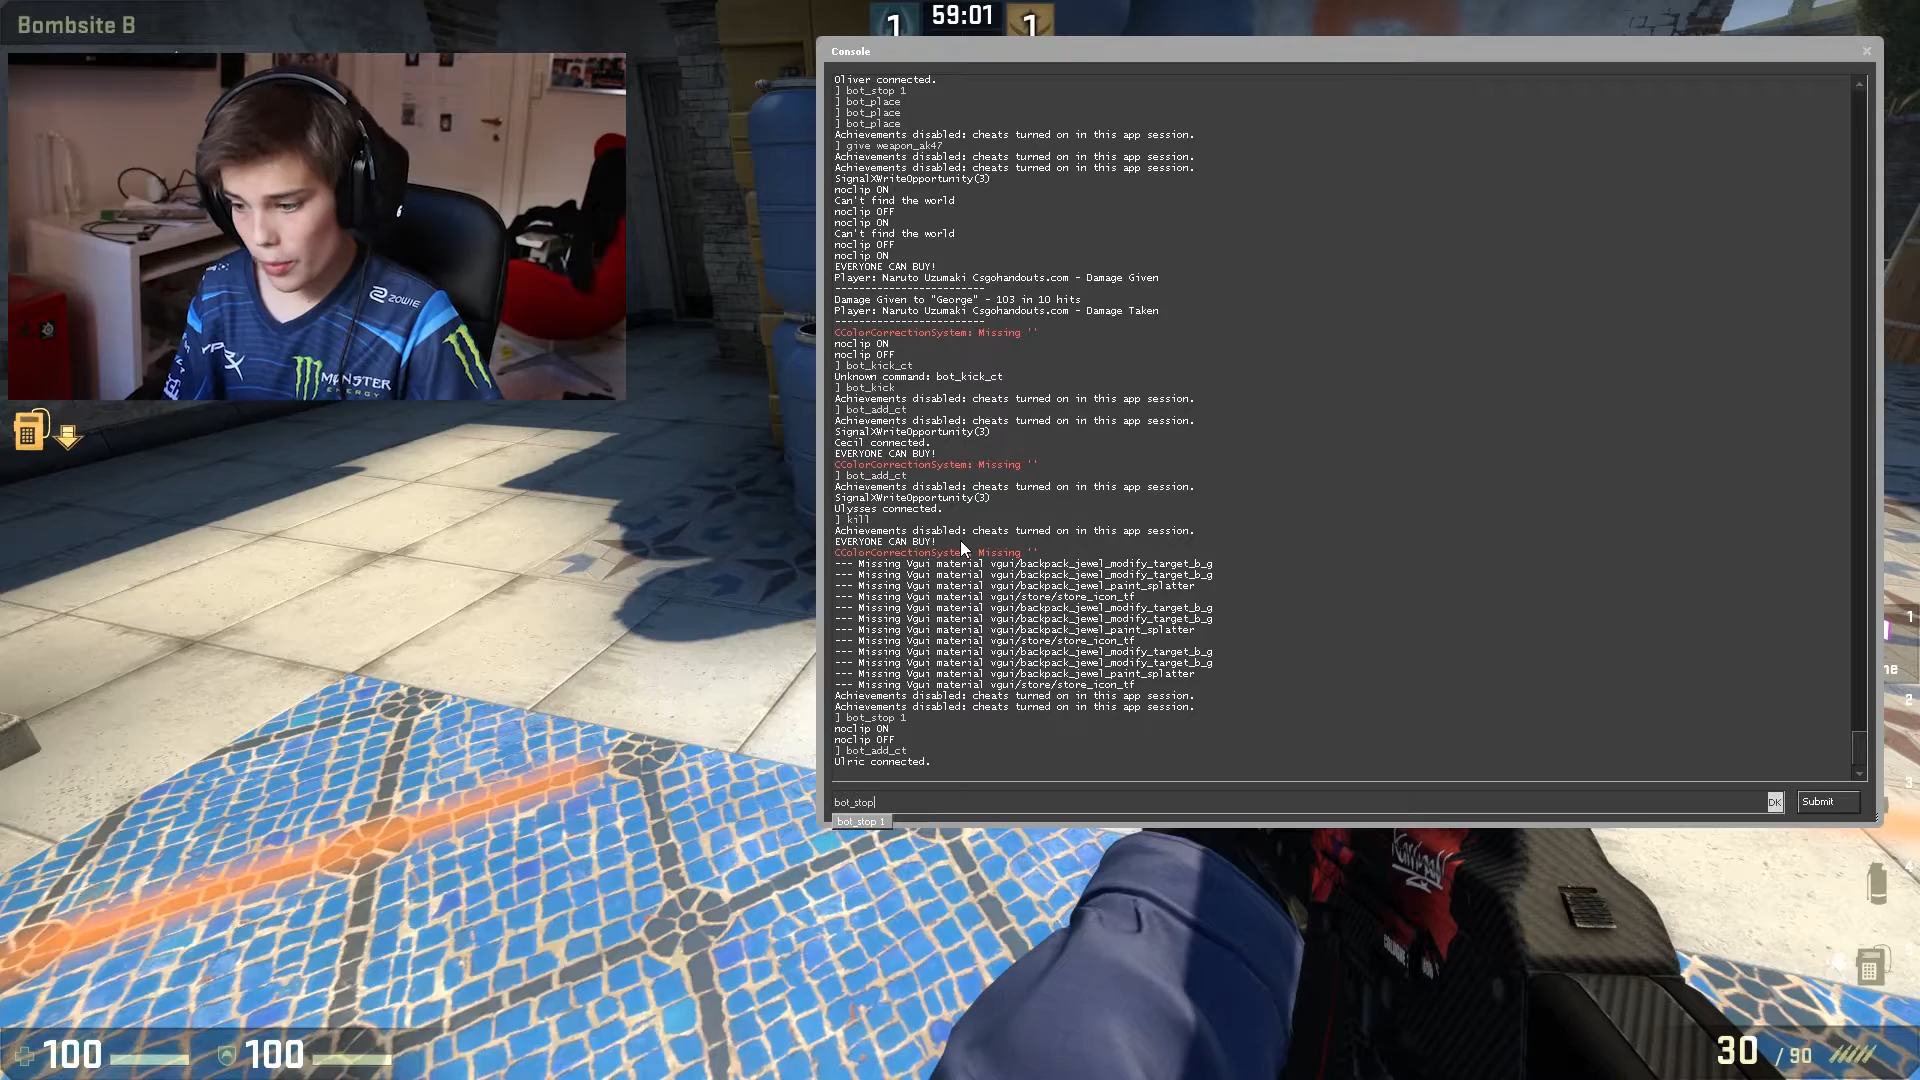 Bombsite B
1
59:01
1
Console
Oliver connected.
] bot_stop 1
] bot_place
] bot_place
] bot_place
Achievements disabled: cheats turned on in this app session.
] give weapon_ak47
Achievements disabled: cheats turned on in this app session.
Achievements disabled: cheats turned on in this app session.
SignalXWriteOpportunity(3)
noclip ON
Can't find the world
noclip OFF
noclip ON
Can't find the world
noclip OFF
noclip ON
EVERYONE CAN BUY!
Player: Naruto Uzumaki Csgohandouts.com - Damage Given
-------------------------
Damage Given to "George" - 103 in 10 hits
Player: Naruto Uzumaki Csgohandouts.com - Damage Taken
-------------------------
CColorCorrectionSystem: Missing ''
noclip ON
noclip OFF
] bot_kick_ct
Unknown command: bot_kick_ct
] bot_kick
Achievements disabled: cheats turned on in this app session.
] bot_add_ct
Achievements disabled: cheats turned on in this app session.
SignalXWriteOpportunity(3)
Cecil connected.
EVERYONE CAN BUY!
CColorCorrectionSystem: Missing ''
] bot_add_ct
Achievements disabled: cheats turned on in this app session.
SignalXWriteOpportunity(3)
Ulysses connected.
] kill
Achievements disabled: cheats turned on in this app session.
EVERYONE CAN BUY!
CColorCorrectionSystem: Missing ''
--- Missing Vgui material vgui/backpack_jewel_modify_target_b_g
--- Missing Vgui material vgui/backpack_jewel_modify_target_b_g
--- Missing Vgui material vgui/backpack_jewel_paint_splatter
--- Missing Vgui material vgui/store/store_icon_tf
--- Missing Vgui material vgui/backpack_jewel_modify_target_b_g
--- Missing Vgui material vgui/backpack_jewel_modify_target_b_g
--- Missing Vgui material vgui/backpack_jewel_paint_splatter
--- Missing Vgui material vgui/store/store_icon_tf
--- Missing Vgui material vgui/backpack_jewel_modify_target_b_g
--- Missing Vgui material vgui/backpack_jewel_modify_target_b_g
--- Missing Vgui material vgui/backpack_jewel_paint_splatter
--- Missing Vgui material vgui/store/store_icon_tf
Achievements disabled: cheats turned on in this app session.
Achievements disabled: cheats turned on in this app session.
] bot_stop 1
noclip ON
noclip OFF
] bot_add_ct
Ulric connected.
bot_stop
DK
Submit
bot_stop 1
ZOWIE
MONSTER
ENERGY
1
ne
2
3
4
100
100
30 / 90